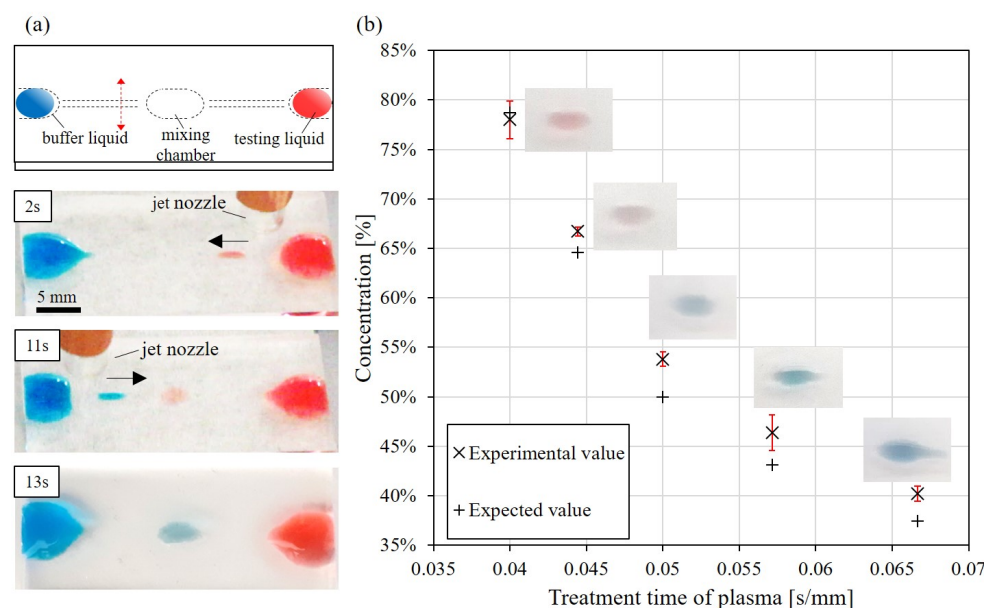 (a)
buffer liquid
mixing
chamber
testing liquid
2s
jet nozzle
5 mm
11s
jet nozzle
13s
(b)
Concentration [%]
85%
80%
75%
70%
65%
60%
55%
50%
45%
40%
35%
Experimental value
Expected value
0.035
0.04
0.045
0.05
0.055
0.06
0.065
0.07
Treatment time of plasma [s/mm]